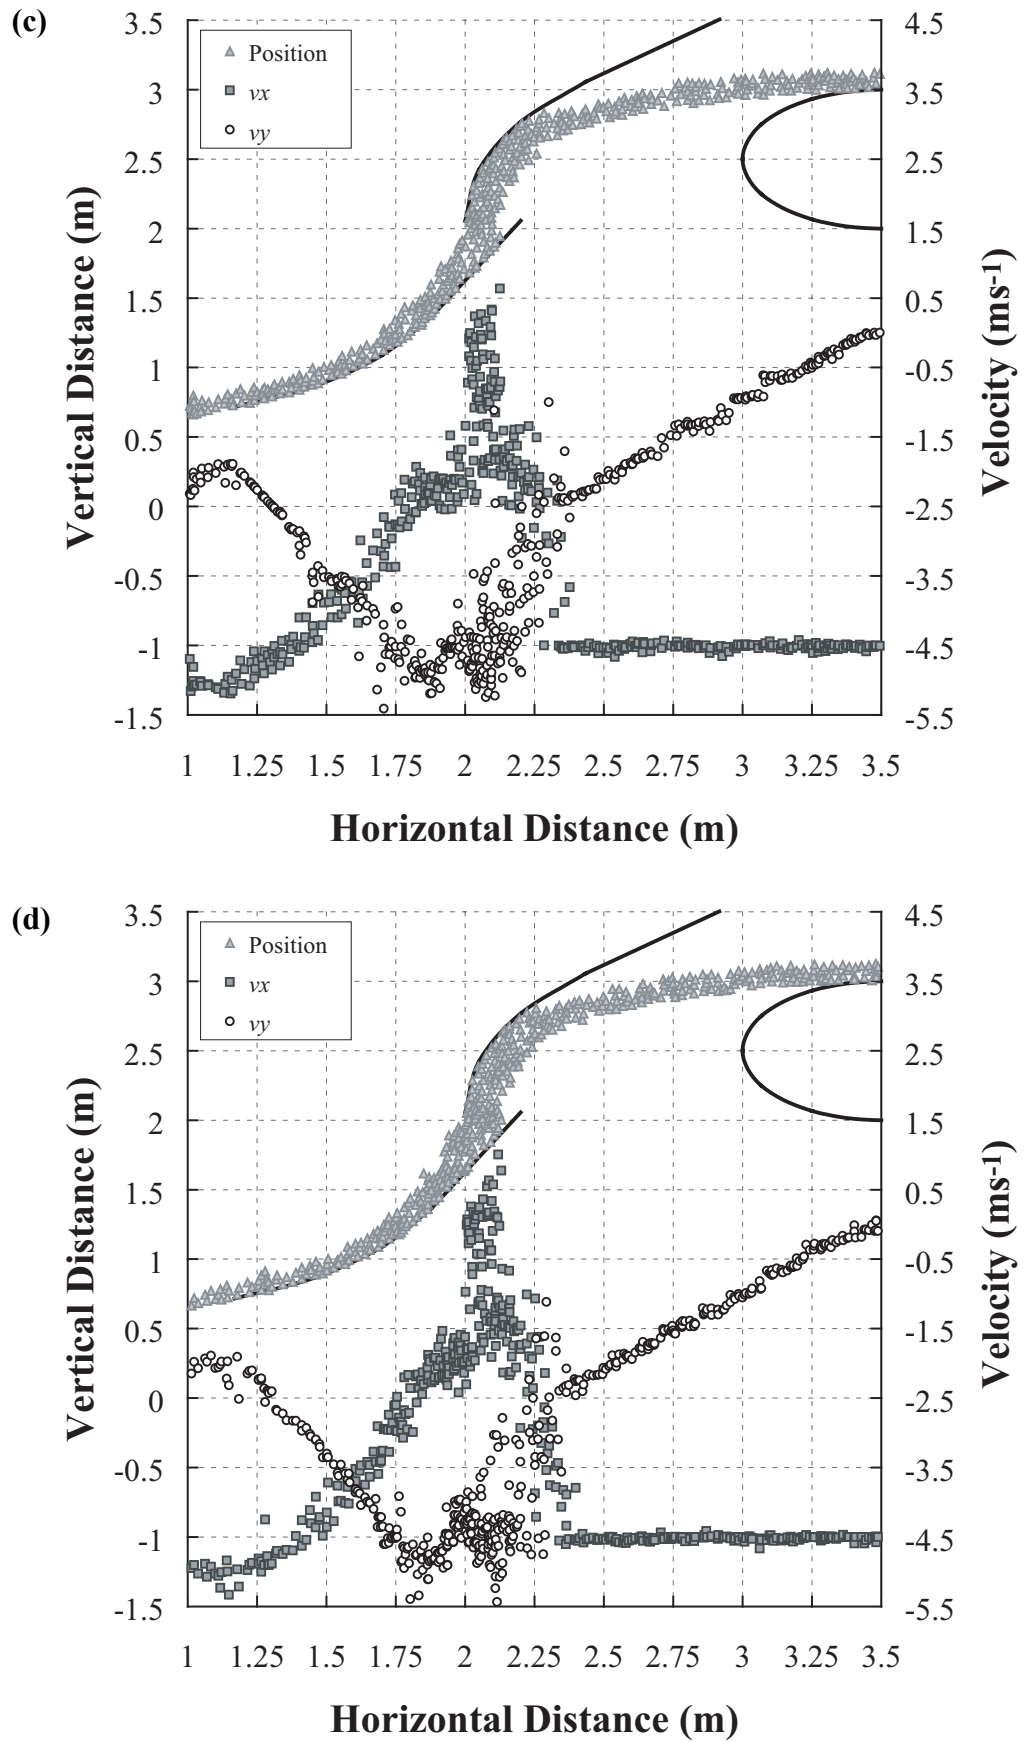 (c)
3.5 4.5
Position
vx
vy
3 3.5
2.5 2.5
2 1.5
1.5 0.5
1 -0.5
0.5 -1.5
0 -2.5
-0.5 -3.5
-1 -4.5
-1.5 -5.5
Vertical Distance (m)
Velocity (ms-1)
1 1.25 1.5 1.75 2 2.25 2.5 2.75 3 3.25 3.5
Horizontal Distance (m)
(d)
3.5 4.5
Position
vx
vy
3 3.5
2.5 2.5
2 1.5
1.5 0.5
1 -0.5
0.5 -1.5
0 -2.5
-0.5 -3.5
-1 -4.5
-1.5 -5.5
Vertical Distance (m)
Velocity (ms-1)
1 1.25 1.5 1.75 2 2.25 2.5 2.75 3 3.25 3.5
Horizontal Distance (m)